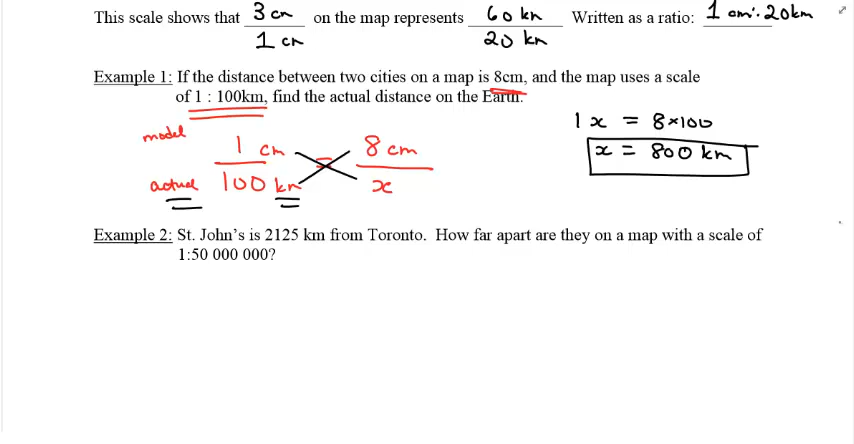 This scale shows that 3 cm on the map represents 60 km Written as a ratio: 1 cm : 20km
1 cm 20 km
Example 1: If the distance between two cities on a map is 8cm, and the map uses a scale
of 1 : 100km, find the actual distance on the Earth.
model 1 cm = 8 cm
actual 100 km x
1x = 8×100
x = 800 km
Example 2: St. John's is 2125 km from Toronto. How far apart are they on a map with a scale of
1:50 000 000?